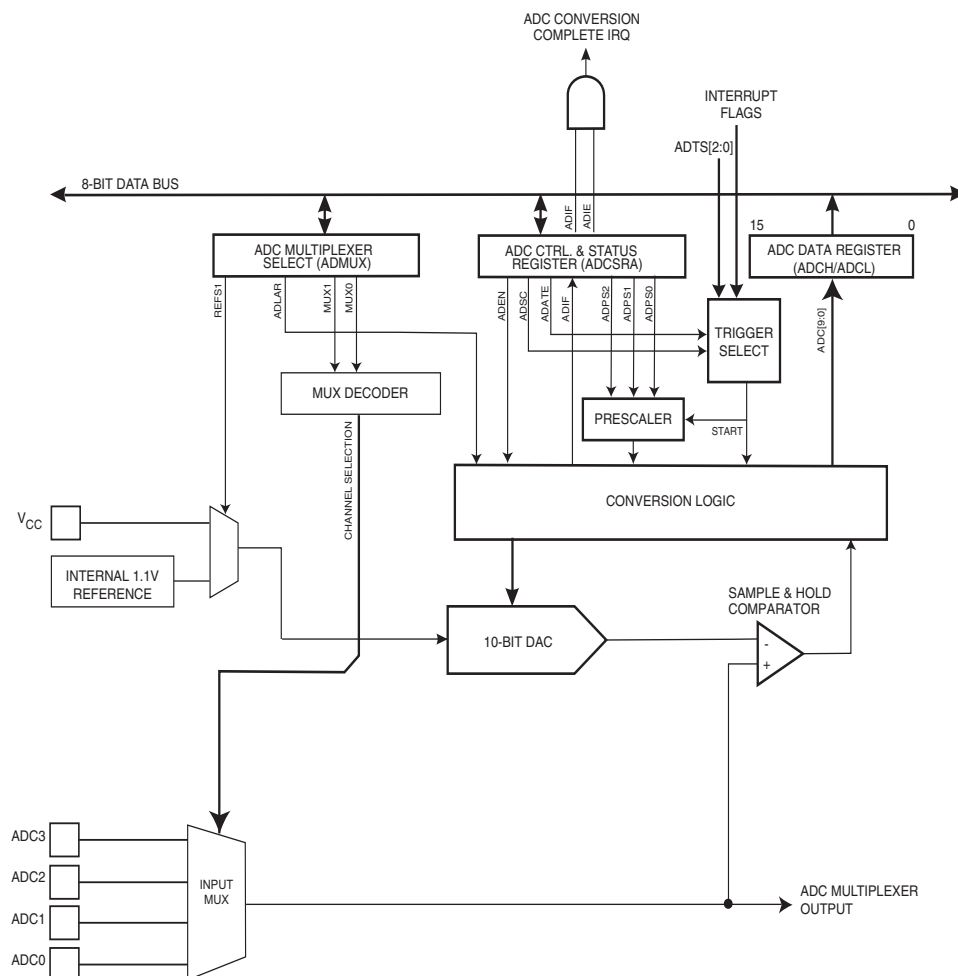 ADC CONVERSION
COMPLETE IRQ
INTERRUPT
FLAGS
ADTS[2:0]
8-BIT DATA BUS
ADIF
ADIE
15
0
ADC MULTIPLEXER
SELECT (ADMUX)
ADC CTRL. & STATUS
REGISTER (ADCSRA)
ADC DATA REGISTER
(ADCH/ADCL)
REFS1
ADLAR
MUX1
MUX0
ADEN
ADSC
ADATE
ADIF
ADPS2
ADPS1
ADPS0
ADC[9:0]
TRIGGER
SELECT
MUX DECODER
PRESCALER
START
CHANNEL SELECTION
CONVERSION LOGIC
VCC
INTERNAL 1.1V
REFERENCE
SAMPLE & HOLD
COMPARATOR
10-BIT DAC
-
+
ADC3
ADC2
ADC1
ADC0
INPUT
MUX
ADC MULTIPLEXER
OUTPUT